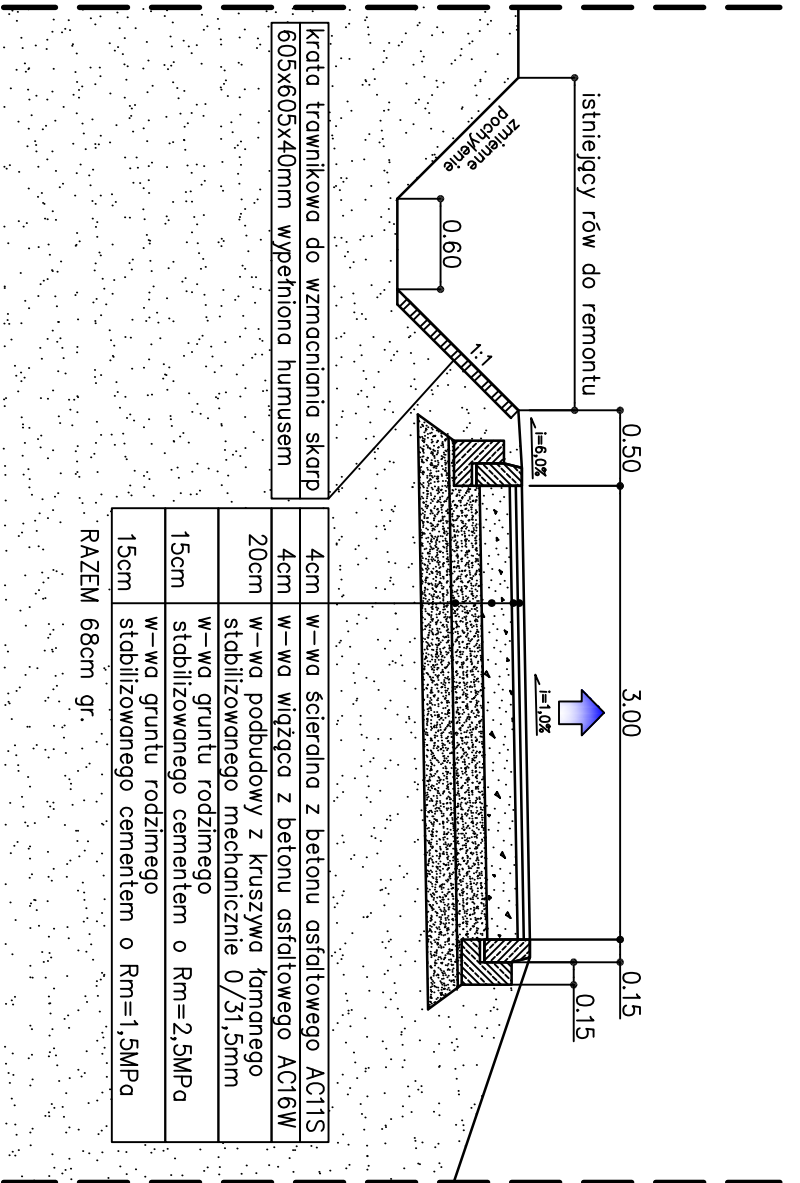 istniejący rów do remontu
0.50
3.00
0.15
0.15
zmienne
pochylenie
0.60
1:1
i=6,0%
i=1,0%
krata trawnikowa do wzmacniania skarp
605x605x40mm wypełniona humusem
4cm w-wa ścieralna z betonu asfaltowego AC11S
4cm w-wa wiążąca z betonu asfaltowego AC16W
20cm w-wa podbudowy z kruszywa łamanego
stabilizowanego mechanicznie 0/31,5mm
15cm w-wa gruntu rodzimego
stabilizowanego cementem o Rm=2,5MPa
15cm w-wa gruntu rodzimego
stabilizowanego cementem o Rm=1,5MPa
RAZEM 68cm gr.